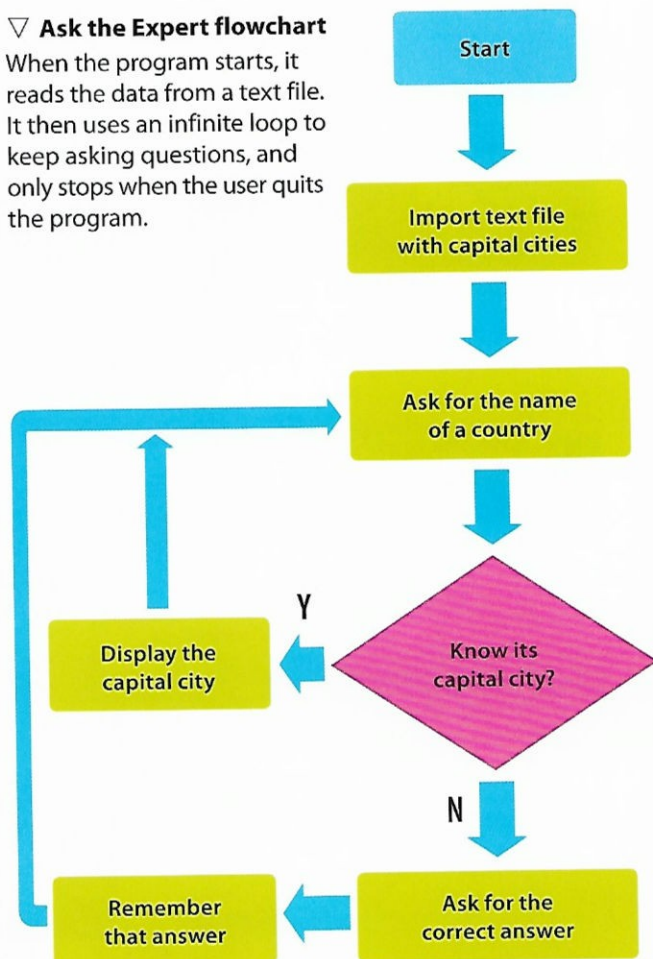 ▽ Ask the Expert flowchart
When the program starts, it
reads the data from a text file.
It then uses an infinite loop to
keep asking questions, and
only stops when the user quits
the program.
Start
Import text file
with capital cities
Ask for the name
of a country
Know its
capital city?
Y
Display the
capital city
N
Ask for the
correct answer
Remember
that answer